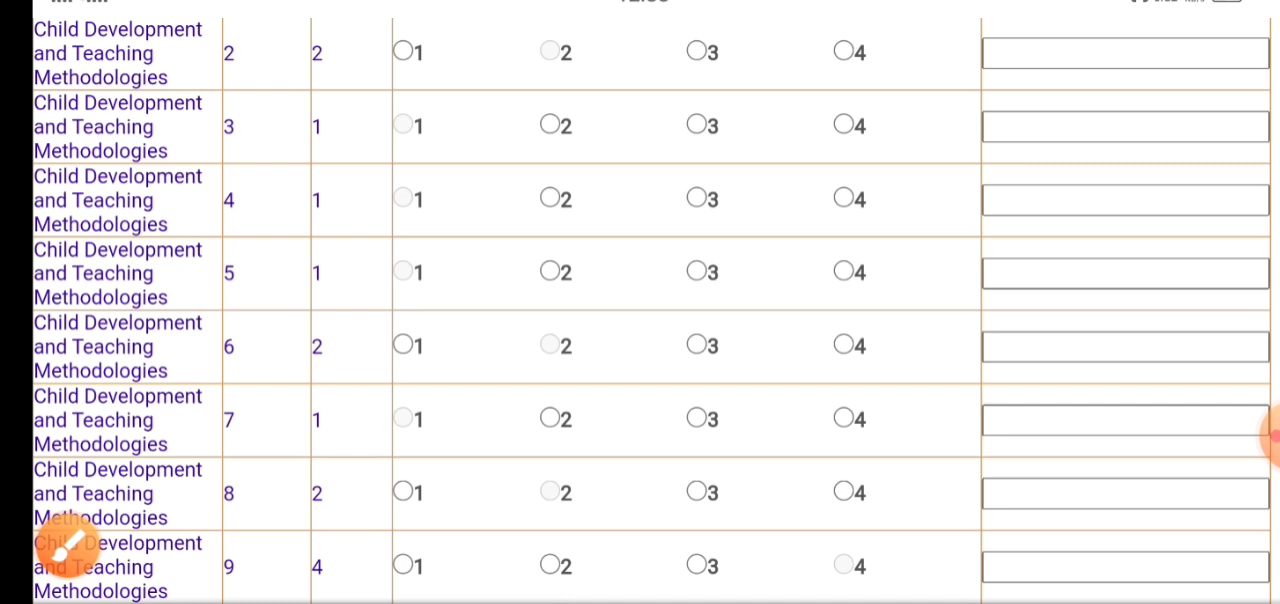 Child Development
and Teaching 2 2 1 2 3 4
Methodologies
Child Development
and Teaching 3 1 1 2 3 4
Methodologies
Child Development
and Teaching 4 1 1 2 3 4
Methodologies
Child Development
and Teaching 5 1 1 2 3 4
Methodologies
Child Development
and Teaching 6 2 1 2 3 4
Methodologies
Child Development
and Teaching 7 1 1 2 3 4
Methodologies
Child Development
and Teaching 8 2 1 2 3 4
Methodologies
Child Development
and Teaching 9 4 1 2 3 4
Methodologies